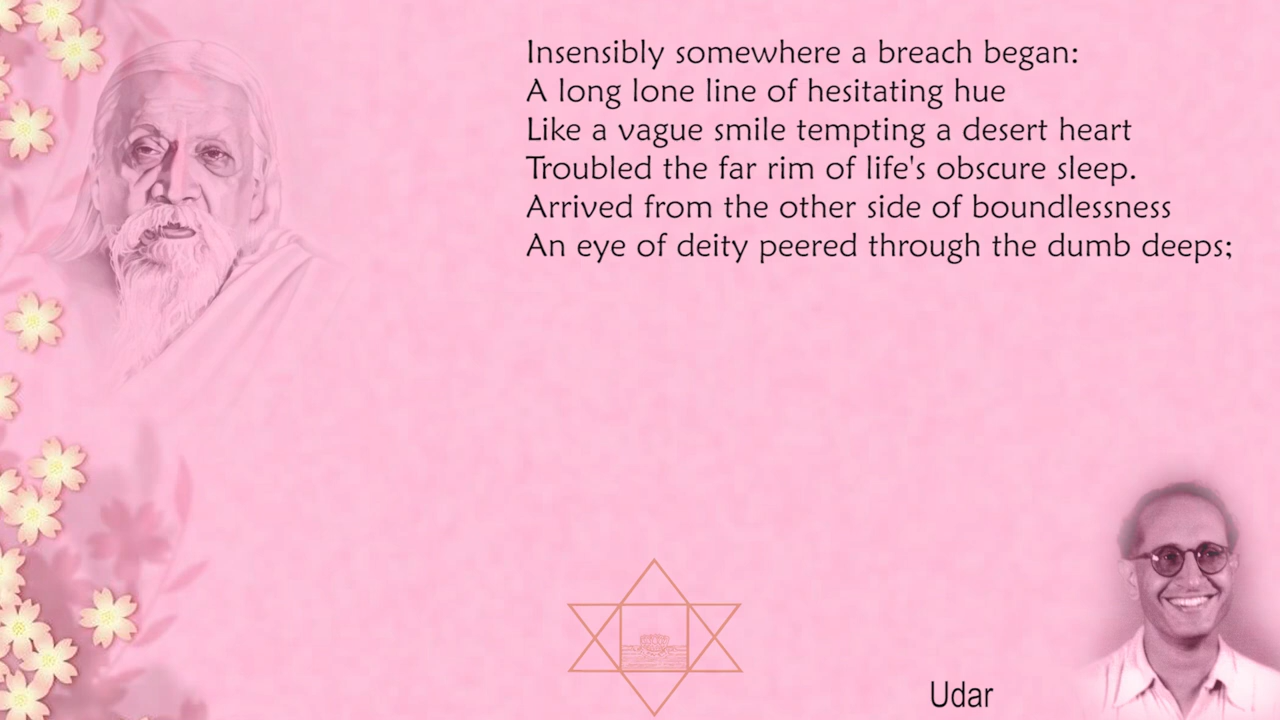 Insensibly somewhere a breach began:
A long lone line of hesitating hue
Like a vague smile tempting a desert heart
Troubled the far rim of life's obscure sleep.
Arrived from the other side of boundlessness
An eye of deity peered through the dumb deeps;
Udar